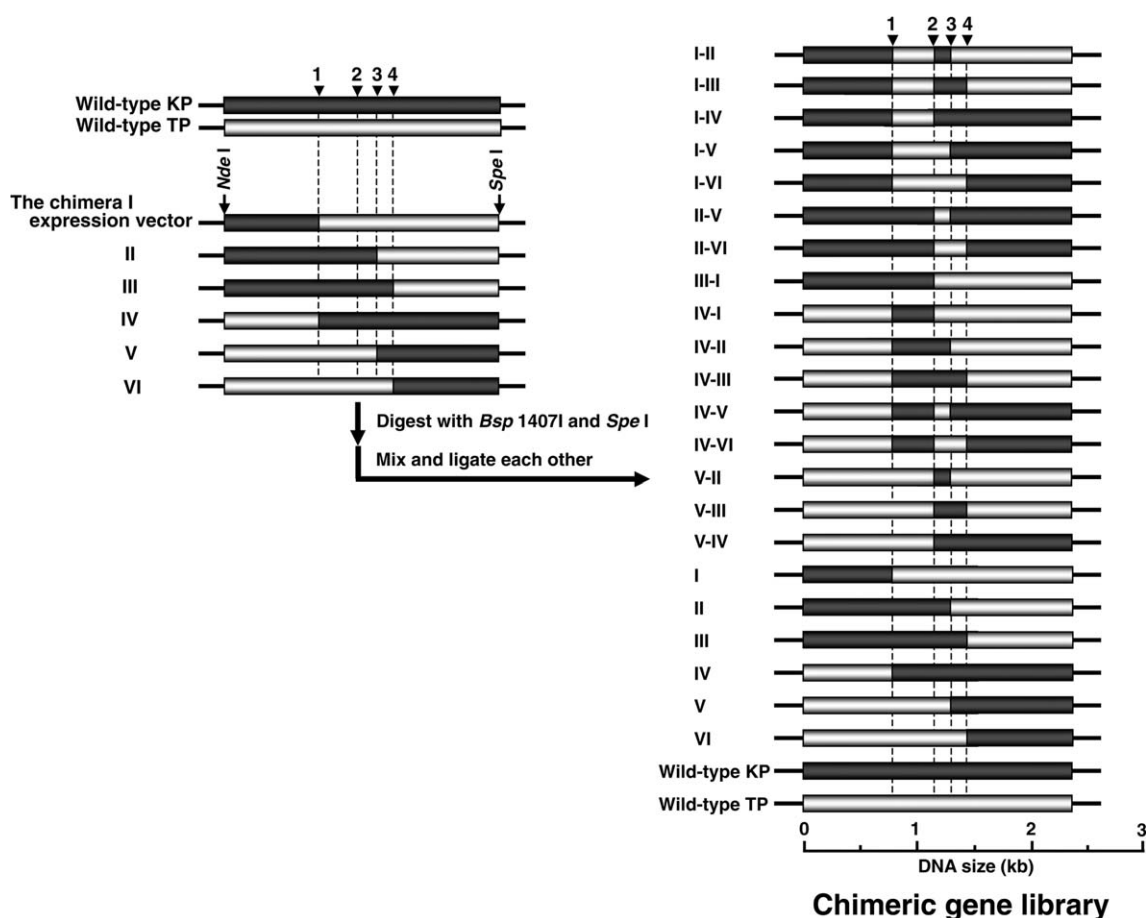 1 2 3 4
Wild-type KP
Wild-type TP
Nde I
Spe I
The chimera I
expression vector
II
III
IV
V
VI
Digest with Bsp 1407I and Spe I
Mix and ligate each other
1 2 3 4
I-II
I-III
I-IV
I-V
I-VI
II-V
II-VI
III-I
IV-I
IV-II
IV-III
IV-V
IV-VI
V-II
V-III
V-IV
I
II
III
IV
V
VI
Wild-type KP
Wild-type TP
0 1 2 3
DNA size (kb)
Chimeric gene library